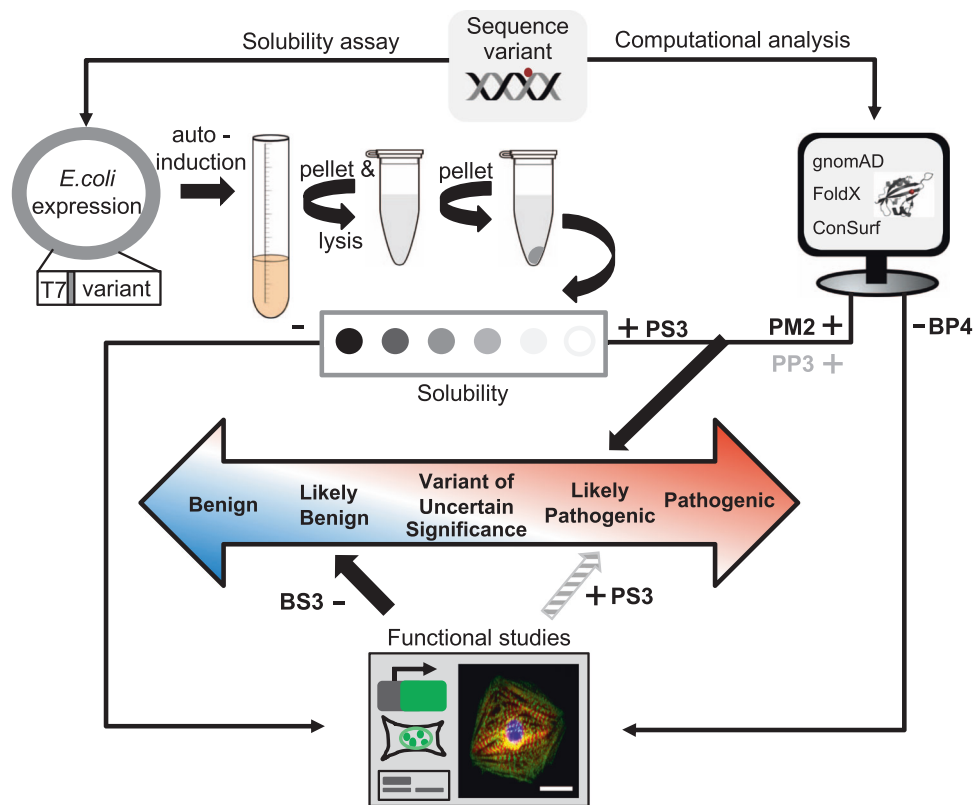 Solubility assay
Sequence
variant
Computational analysis
E.coli
expression
T7 variant
auto -
induction
pellet &
lysis
pellet
gnomAD
FoldX
ConSurf
-
+ PS3
PM2 +
PP3 +
-BP4
Solubility
Benign
Likely
Benign
Variant of
Uncertain
Significance
Likely
Pathogenic
Pathogenic
BS3 -
+ PS3
Functional studies